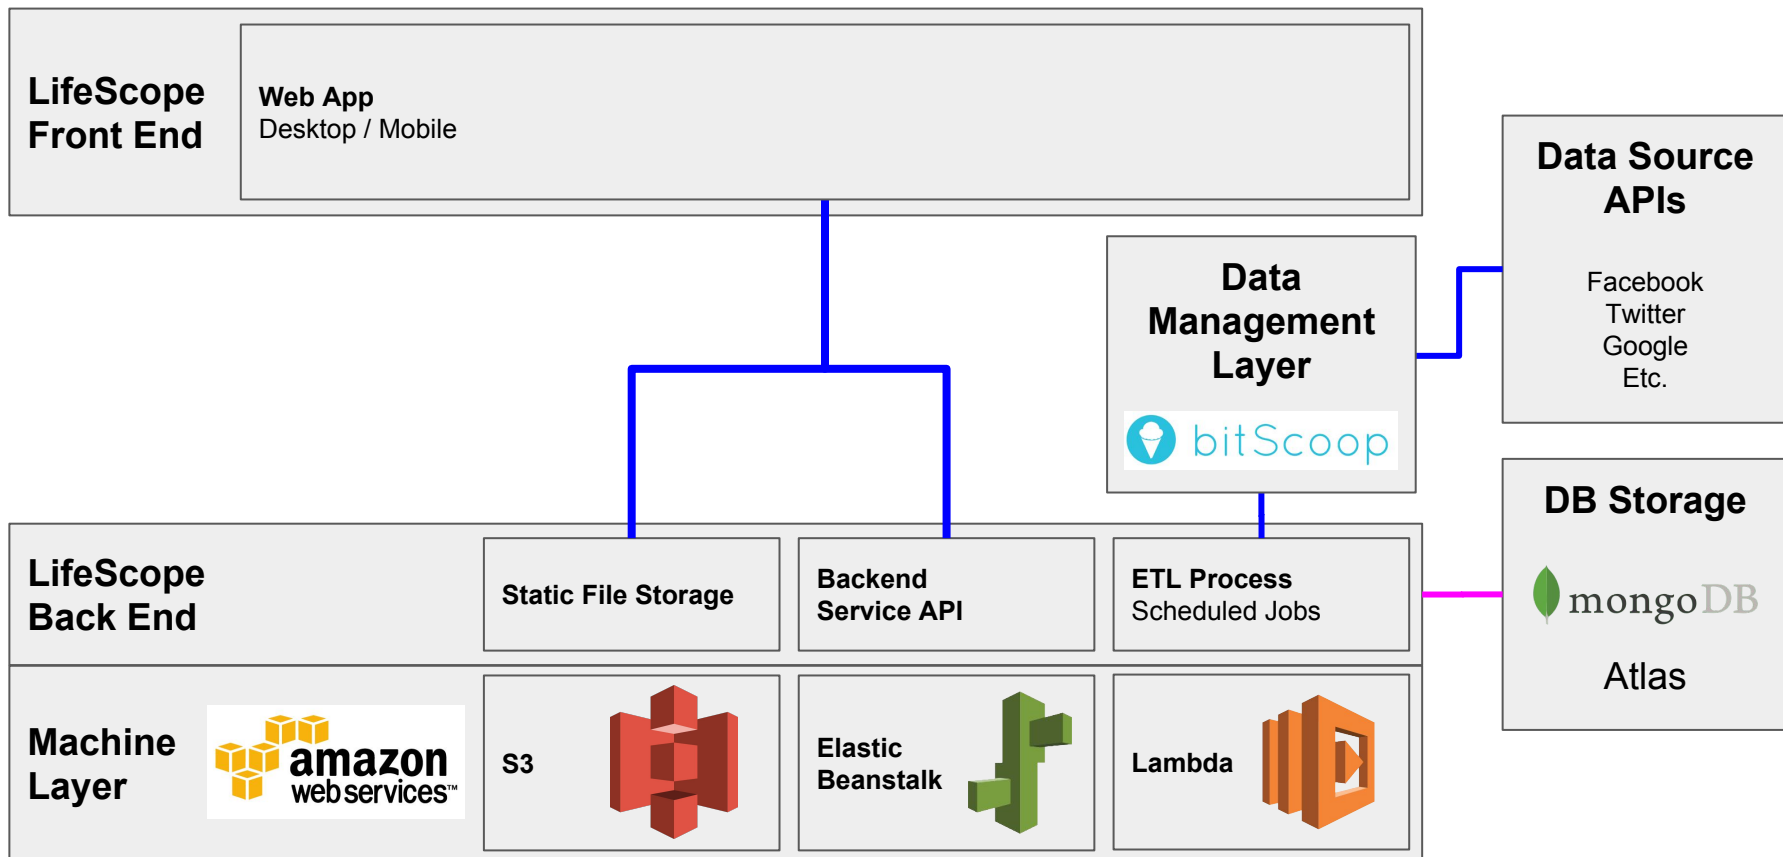 LifeScope
Front End
Web App
Desktop / Mobile
Data Source
APIs
Facebook
Twitter
Google
Etc.
Data
Management
Layer
bitScoop
DB Storage
mongoDB
Atlas
LifeScope
Back End
Static File Storage
Backend
Service API
ETL Process
Scheduled Jobs
Machine
Layer
amazon
webservices™
S3
Elastic
Beanstalk
Lambda